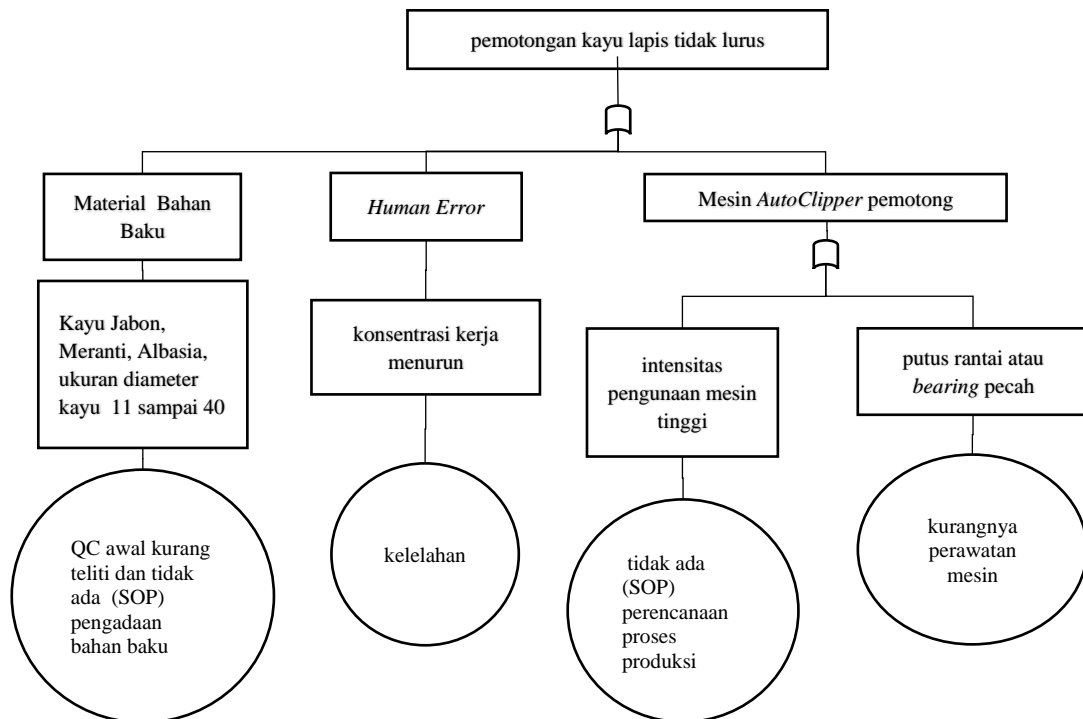 pemotongan kayu lapis tidak lurus
Material Bahan
Baku
Human Error
Mesin AutoClipper pemotong
Kayu Jabon,
Meranti, Albasia,
ukuran diameter
kayu 11 sampai 40
konsentrasi kerja
menurun
intensitas
pengunaan mesin
tinggi
putus rantai atau
bearing pecah
QC awal kurang
teliti dan tidak
ada (SOP)
pengadaan
bahan baku
kelelahan
tidak ada
(SOP)
perencanaan
proses
produksi
kurangnya
perawatan
mesin